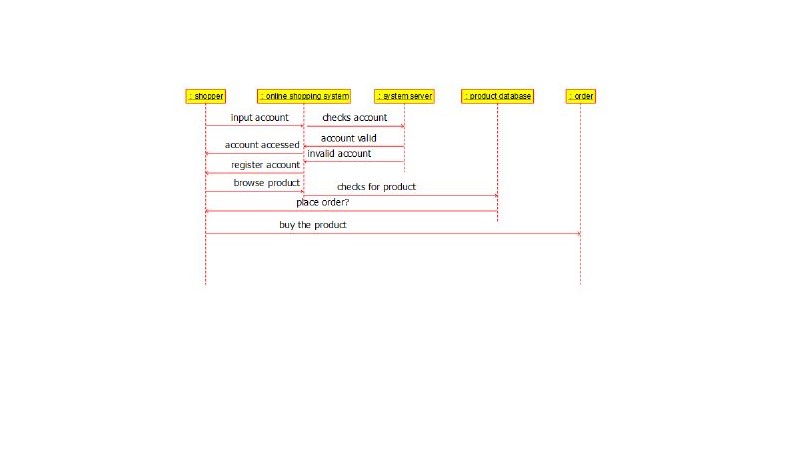 : shopper
: online shopping system
: system server
: product database
: order
input account
checks account
account valid
account accessed
invalid account
register account
browse product
checks for product
place order?
buy the product